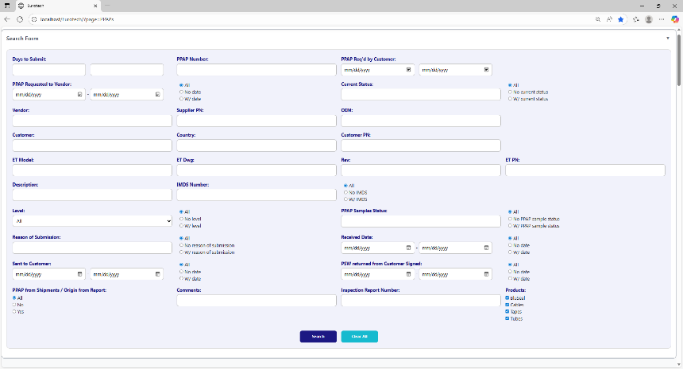 Search Form
Days to Submit: PPAP Number: PPAP Req'd by Customer:
mm/dd/yyyy - mm/dd/yyyy
PPAP Requested to Vendor: All Current Status: All
mm/dd/yyyy - mm/dd/yyyy No date No current status
W/ date W/ current status
Vendor: Supplier PN: OEM:
Customer: Country: Customer PN:
ET Model: ET Dwg: Rev: ET PN:
Description: IMDS Number: All
No IMDS
W/ IMDS
Level: All PPAP Samples Status: All
All No level No PPAP sample status
W/ level W/ PPAP sample status
Reason of Submission: All Received Date: All
No reason of submission mm/dd/yyyy - mm/dd/yyyy No date
W/ reason of submission W/ date
Sent to Customer: All PSW returned from Customer Signed: All
mm/dd/yyyy mm/dd/yyyy No date mm/dd/yyyy - mm/dd/yyyy No date
W/ date W/ date
PPAP from Shipments / Origin from Report: Comments: Inspection Report Number: Products:
All
No
Yes
Search Clear All